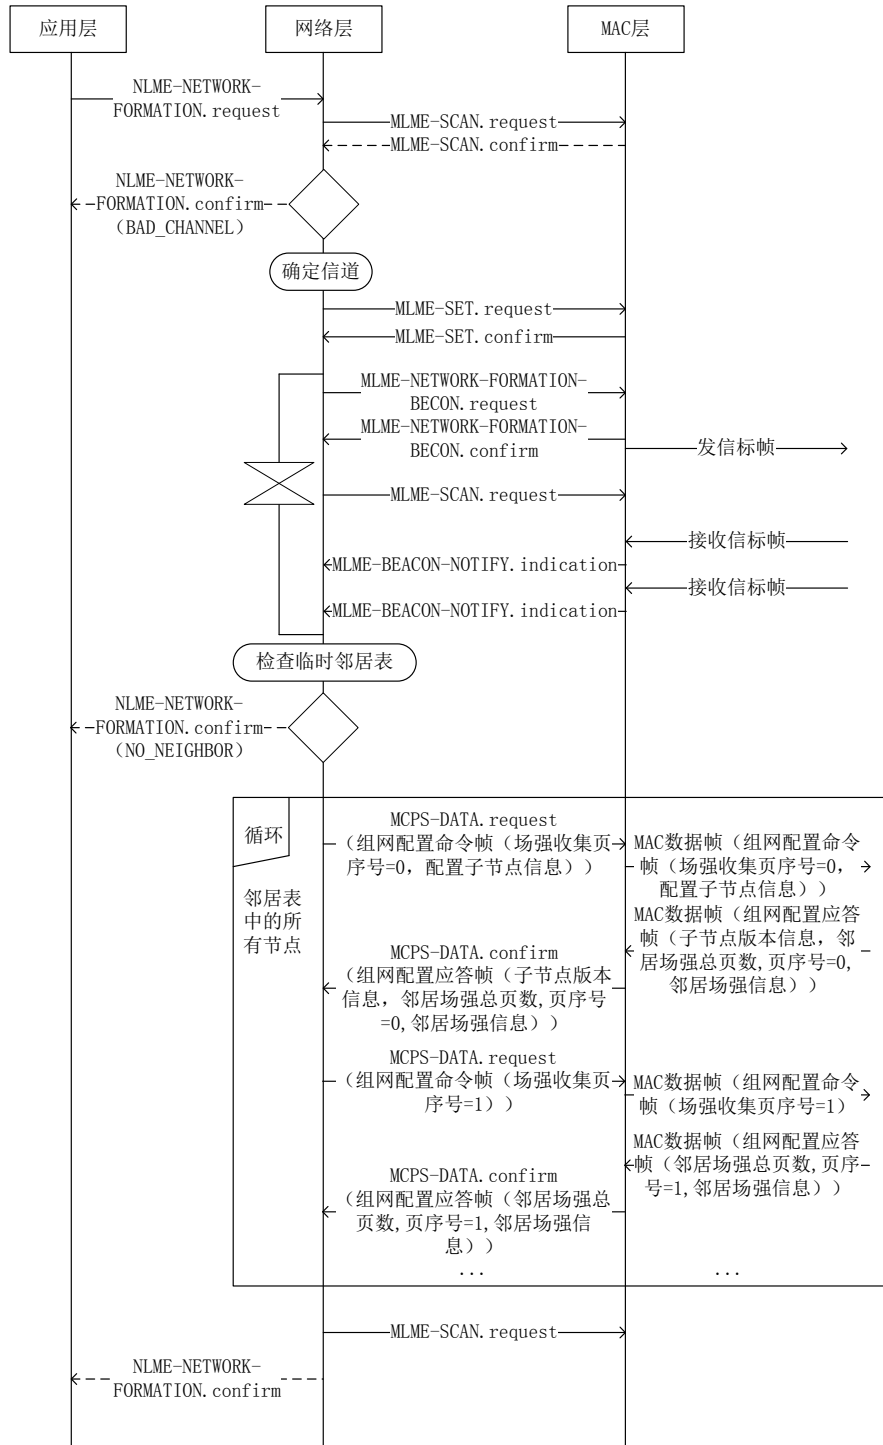 应用层
网络层
MAC层
NLME-NETWORK-
FORMATION.request
MLME-SCAN.request
MLME-SCAN.confirm
NLME-NETWORK-
FORMATION.confirm
（BAD_CHANNEL）
确定信道
MLME-SET.request
MLME-SET.confirm
MLME-NETWORK-FORMATION-
BECON.request
MLME-NETWORK-FORMATION-
BECON.confirm
发信标帧
MLME-SCAN.request
接收信标帧
MLME-BEACON-NOTIFY.indication
接收信标帧
MLME-BEACON-NOTIFY.indication
检查临时邻居表
NLME-NETWORK-
FORMATION.confirm
（NO_NEIGHBOR）
循环
邻居表
中的所
有节点
MCPS-DATA.request
（组网配置命令帧（场强收集页
序号=0，配置子节点信息））
MAC数据帧（组网配置命令
帧（场强收集页序号=0，
配置子节点信息））
MAC数据帧（组网配置应答
帧（子节点版本信息，邻
居场强总页数,页序号=0,
邻居场强信息））
MCPS-DATA.confirm
（组网配置应答帧（子节点版本
信息，邻居场强总页数,页序号
=0,邻居场强信息））
MCPS-DATA.request
（组网配置命令帧（场强收集页
序号=1））
MAC数据帧（组网配置命令
帧（场强收集页序号=1)
MAC数据帧（组网配置应答
帧（邻居场强总页数,页序
号=1,邻居场强信息））
MCPS-DATA.confirm
（组网配置应答帧（邻居场强总
页数,页序号=1,邻居场强信
息））
...
...
MLME-SCAN.request
NLME-NETWORK-
FORMATION.confirm